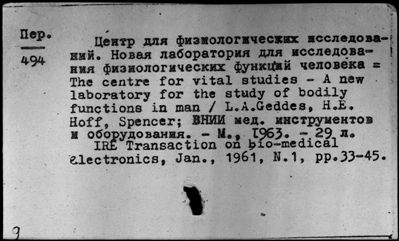 Пер.
494
Центр для физиологических исследова-
ний. Новая лаборатория для исследова-
ния физиологических функций человека =
The centre for vital studies - A new
laboratory for the study of bodily
functions in man / L.A.Geddes, H.E.
Hoff, Spencer; ВНИИ мед. инструментов
и оборудования. - М., 1963. - 29 л.
IRE Transaction on bio-medical
electronics, Jan., 1961, N.1, pp.33-45.
9